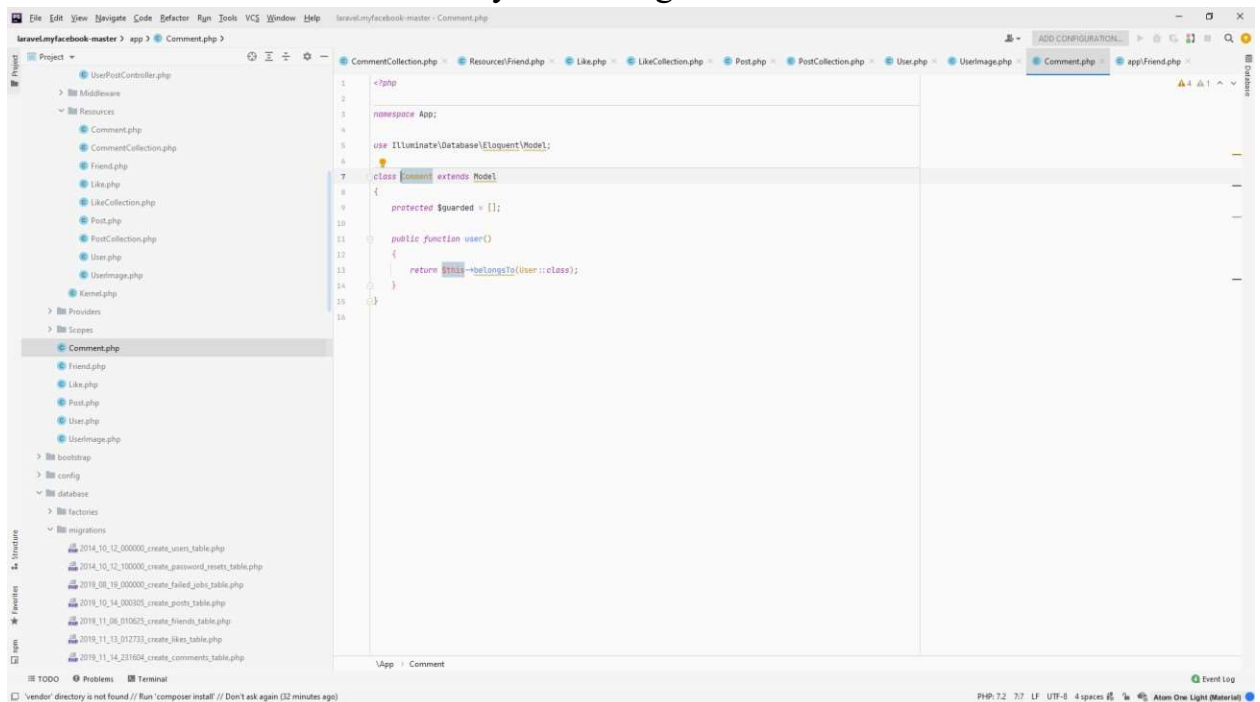 File Edit View Navigate Code Refactor Run Tools VCS Window Help laravel.myfacebook-master - Comment.php
laravel.myfacebook-master > app > Comment.php >
ADD CONFIGURATION...
Project
CommentCollection.php
Resources\Friend.php
Like.php
LikeCollection.php
Post.php
PostCollection.php
User.php
UserImage.php
Comment.php
app\Friend.php
Project
Database
UserPostController.php
Middleware
Resources
Comment.php
CommentCollection.php
Friend.php
Like.php
LikeCollection.php
Post.php
PostCollection.php
User.php
UserImage.php
Kernel.php
Providers
Scopes
Comment.php
Friend.php
Like.php
Post.php
User.php
UserImage.php
bootstrap
config
database
factories
migrations
2014_10_12_000000_create_users_table.php
2014_10_12_100000_create_password_resets_table.php
2019_08_19_000000_create_failed_jobs_table.php
2019_10_14_000305_create_posts_table.php
2019_11_06_010625_create_friends_table.php
2019_11_13_012733_create_likes_table.php
2019_11_14_231604_create_comments_table.php
Structure
Favorites
npm
1 <?php
2
3 namespace App;
4
5 use Illuminate\Database\Eloquent\Model;
6
7 class Comment extends Model
8 {
9 protected $guarded = [];
10
11 public function user()
12 {
13 return $this→belongsTo(User::class);
14 }
15 }
16
4 1
\App > Comment
TODO Problems Terminal
Event Log
'vendor' directory is not found // Run 'composer install' // Don't ask again (32 minutes ago)
PHP: 7.2 7:7 LF UTF-8 4 spaces Atom One Light (Material)